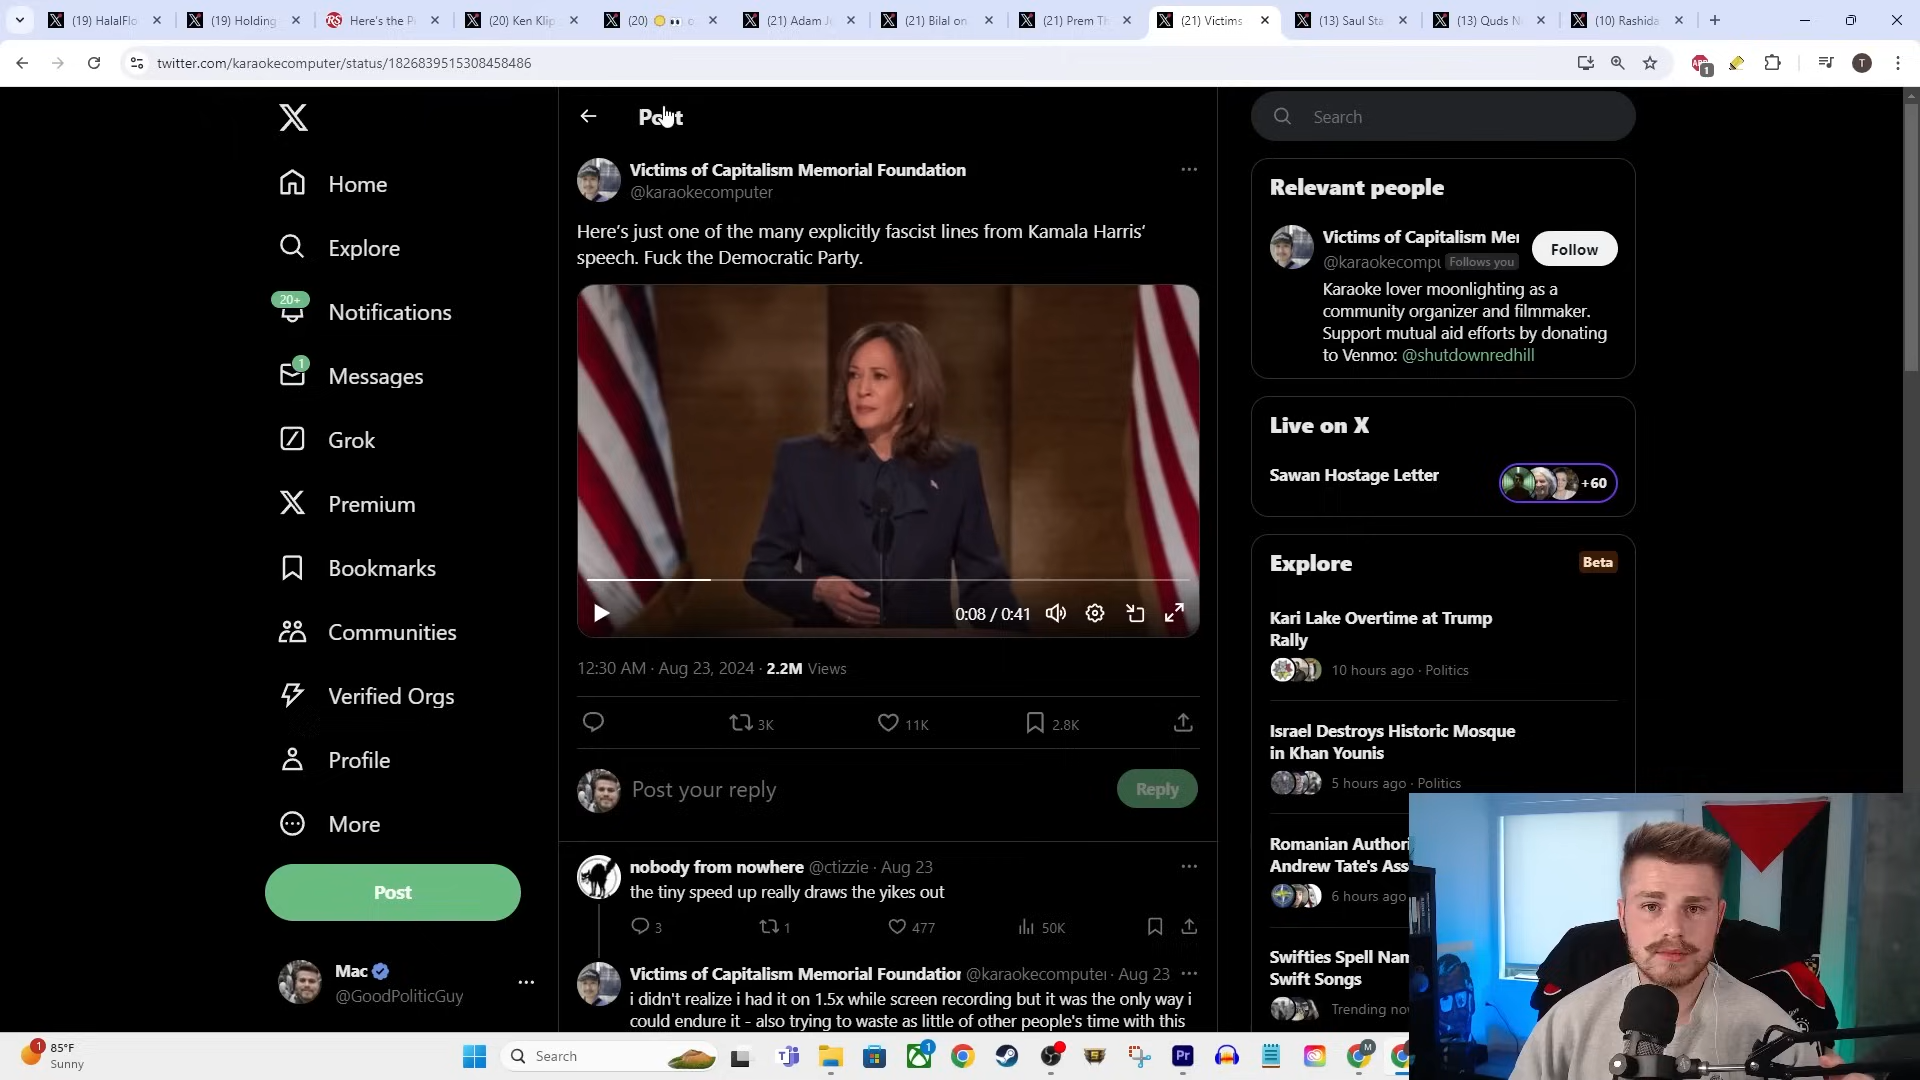 (19) HalalFlo
(19) Holding
Here's the P
(20) Ken Klip
(20)
(21) Adam J
(21) Bilal on
(21) Prem Th
(21) Victims
(13) Saul Sta
(13) Quds N
(10) Rashida
twitter.com/karaokecomputer/status/1826839515308458486
ABP
1
T
Post
Search
Home
Explore
20+
Notifications
1
Messages
Grok
Premium
Bookmarks
Communities
Verified Orgs
Profile
More
Post
Mac
@GoodPoliticGuy
Victims of Capitalism Memorial Foundation
@karaokecomputer
Here's just one of the many explicitly fascist lines from Kamala Harris'
speech. Fuck the Democratic Party.
0:08 / 0:41
12:30 AM · Aug 23, 2024 · 2.2M Views
3K
11K
2.8K
Post your reply
Reply
nobody from nowhere @ctizzie · Aug 23
the tiny speed up really draws the yikes out
3
1
477
50K
Victims of Capitalism Memorial Foundation @karaokecomputer · Aug 23
i didn't realize i had it on 1.5x while screen recording but it was the only way i
could endure it - also trying to waste as little of other people's time with this
Relevant people
Victims of Capitalism Mer
@karaokecompu Follows you
Follow
Karaoke lover moonlighting as a
community organizer and filmmaker.
Support mutual aid efforts by donating
to Venmo: @shutdownredhill
Live on X
Sawan Hostage Letter
+60
Explore
Beta
Kari Lake Overtime at Trump
Rally
10 hours ago · Politics
Israel Destroys Historic Mosque
in Khan Younis
5 hours ago · Politics
Romanian Authori
Andrew Tate's Ass
6 hours ago
Swifties Spell Nam
Swift Songs
Trending now
1
85°F
Sunny
Search
1
Pr
M